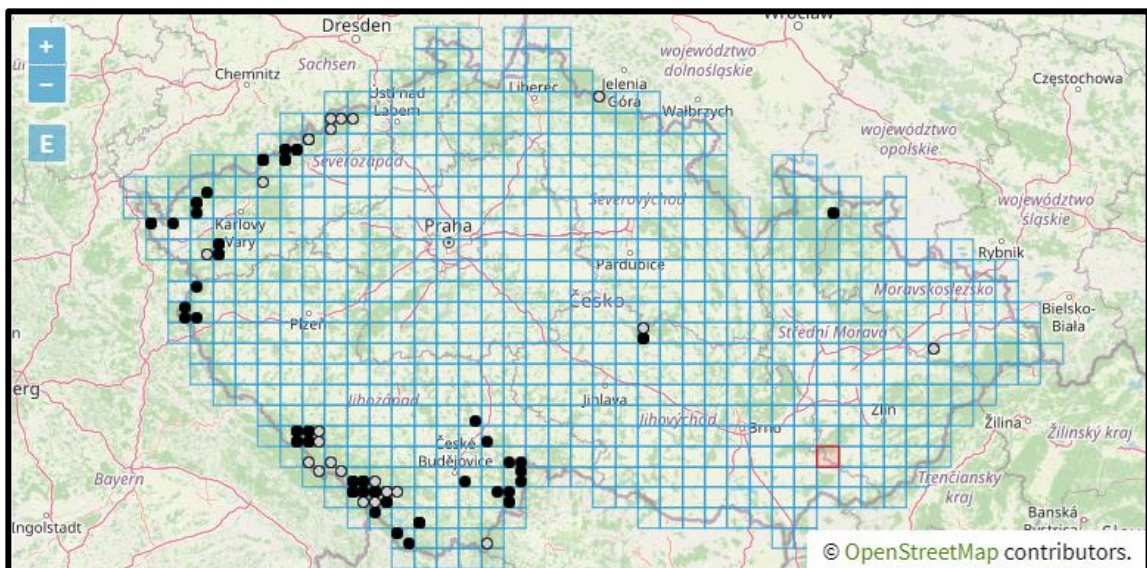 Wrocław
Dresden
+
województwo
dolnośląskie
Sachsen
Chemnitz
Częstochowa
−
Liberec
Jelenia
Góra
Ústí nad
Labem
Wałbrzych
E
województwo
opolskie
Severozápad
Severovýchod
województwo
śląskie
Karlovy
Vary
Praha
Rybnik
Pardubice
Moravskoslezsko
Česko
Bielsko-
Biała
Plzeň
Střední Morava
erg
Jihozápad
Jihlava
Zlín
Jihovýchod
Brno
Žilina
Žilinský kraj
České
Budějovice
Bayern
Trenčiansky
kraj
Ingolstadt
Banská
Bystrica
© OpenStreetMap contributors.